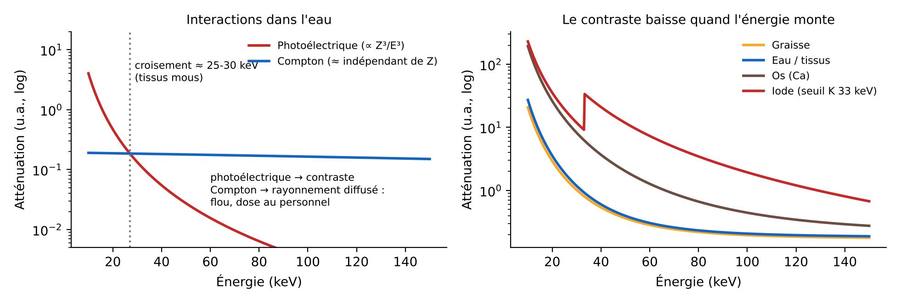 Interactions dans l'eau
Photoélectrique (∝ Z³/E³)
Compton (≈ indépendant de Z)
croisement ≈ 25-30 keV
(tissus mous)
photoélectrique → contraste
Compton → rayonnement diffusé :
flou, dose au personnel
Atténuation (u.a., log)
10¹
10⁰
10⁻¹
10⁻²
20 40 60 80 100 120 140
Énergie (keV)
Le contraste baisse quand l'énergie monte
Graisse
Eau / tissus
Os (Ca)
Iode (seuil K 33 keV)
Atténuation (u.a., log)
10²
10¹
10⁰
20 40 60 80 100 120 140
Énergie (keV)